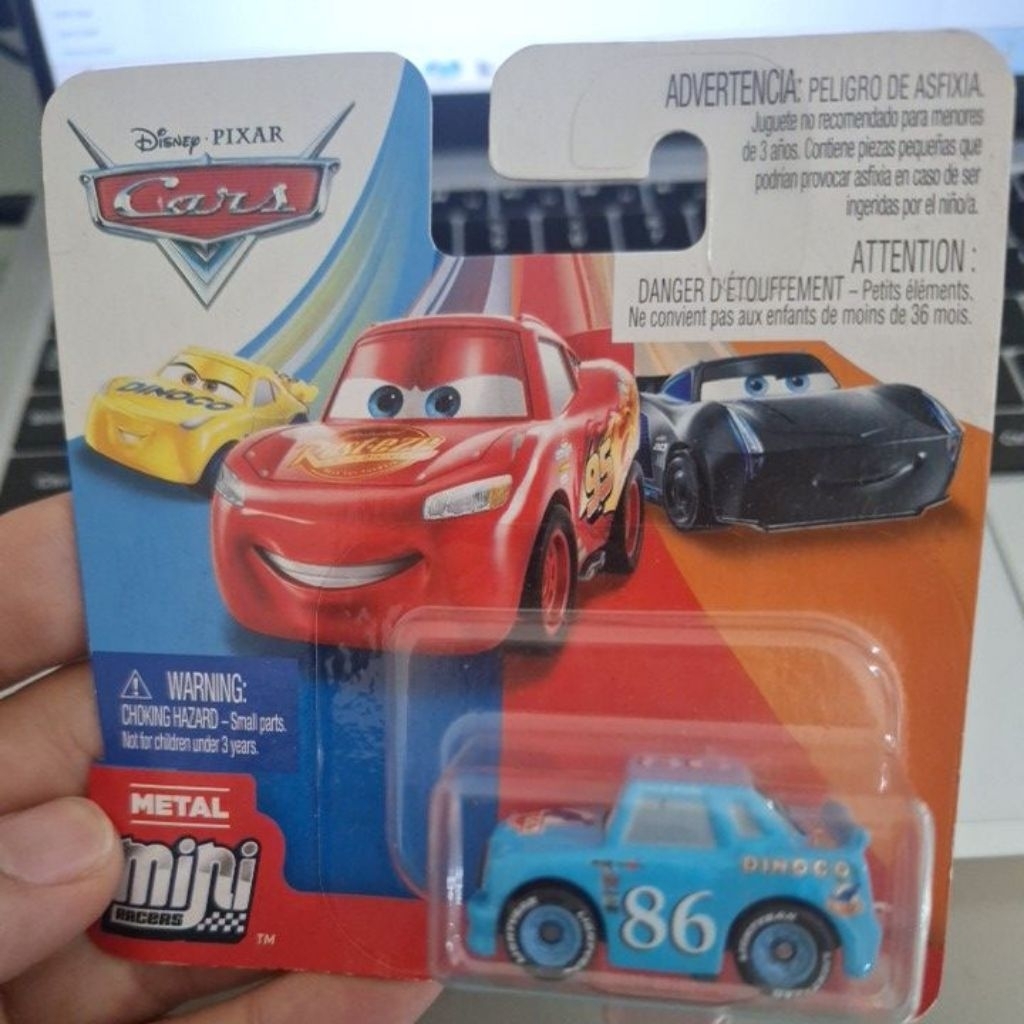 Disney · PIXAR
Cars
ADVERTENCIA: PELIGRO DE ASFIXIA.
Juguete no recomendado para menores
de 3 años. Contiene piezas pequeñas que
podrían provocar asfixia en caso de ser
ingeridas por el niño/a.
ATTENTION :
DANGER D'ÉTOUFFEMENT – Petits éléments.
Ne convient pas aux enfants de moins de 36 mois.
DINOCO
Rust-eze
95
WARNING:
CHOKING HAZARD – Small parts.
Not for children under 3 years.
METAL
mini
RACERS
TM
DINOCO
86